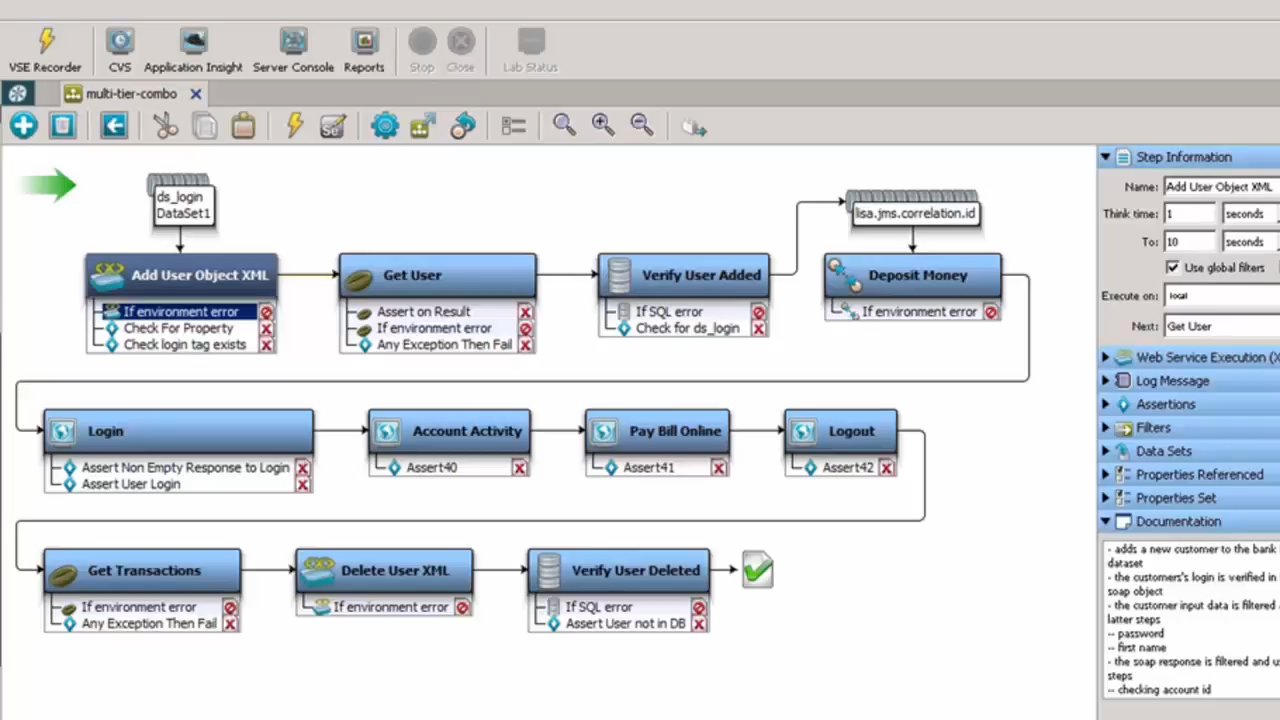 VSE Recorder
CVS
Application Insight
Server Console
Reports
Stop
Close
Lab Status
multi-tier-combo
ds_login
DataSet1
lisa.jms.correlation.id
Add User Object XML
If environment error
Check For Property
Check login tag exists
Get User
Assert on Result
If environment error
Any Exception Then Fail
Verify User Added
If SQL error
Check for ds_login
Deposit Money
If environment error
Login
Assert Non Empty Response to Login
Assert User Login
Account Activity
Assert40
Pay Bill Online
Assert41
Logout
Assert42
Get Transactions
If environment error
Any Exception Then Fail
Delete User XML
If environment error
Verify User Deleted
If SQL error
Assert User not in DB
Step Information
Name: Add User Object XML
Think time: 1 seconds
To: 10 seconds
Use global filters
Execute on: local
Next: Get User
Web Service Execution (X
Log Message
Assertions
Filters
Data Sets
Properties Referenced
Properties Set
Documentation
- adds a new customer to the bank
dataset
- the customers's login is verified in
soap object
- the customer input data is filtered
latter steps
-- password
-- first name
- the soap response is filtered and u
steps
-- checking account id